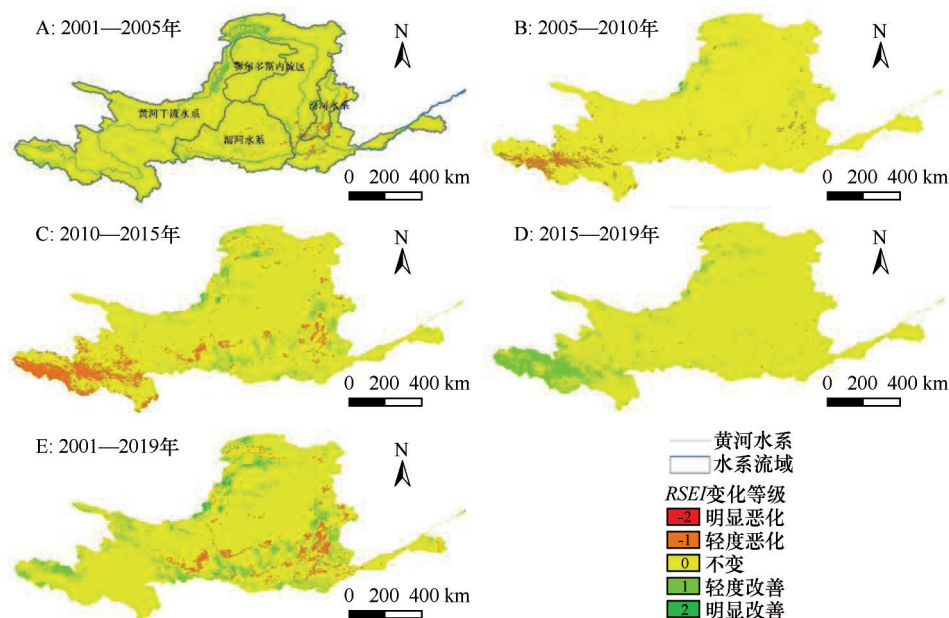 A: 2001—2005年
N
鄂尔多斯内流区
汾河水系
黄河干流水系
渭河水系
0 200 400 km
B: 2005—2010年
N
0 200 400 km
C: 2010—2015年
N
0 200 400 km
D: 2015—2019年
N
0 200 400 km
E: 2001—2019年
N
0 200 400 km
黄河水系
水系流域
RSEI变化等级
-2 明显恶化
-1 轻度恶化
0 不变
1 轻度改善
2 明显改善